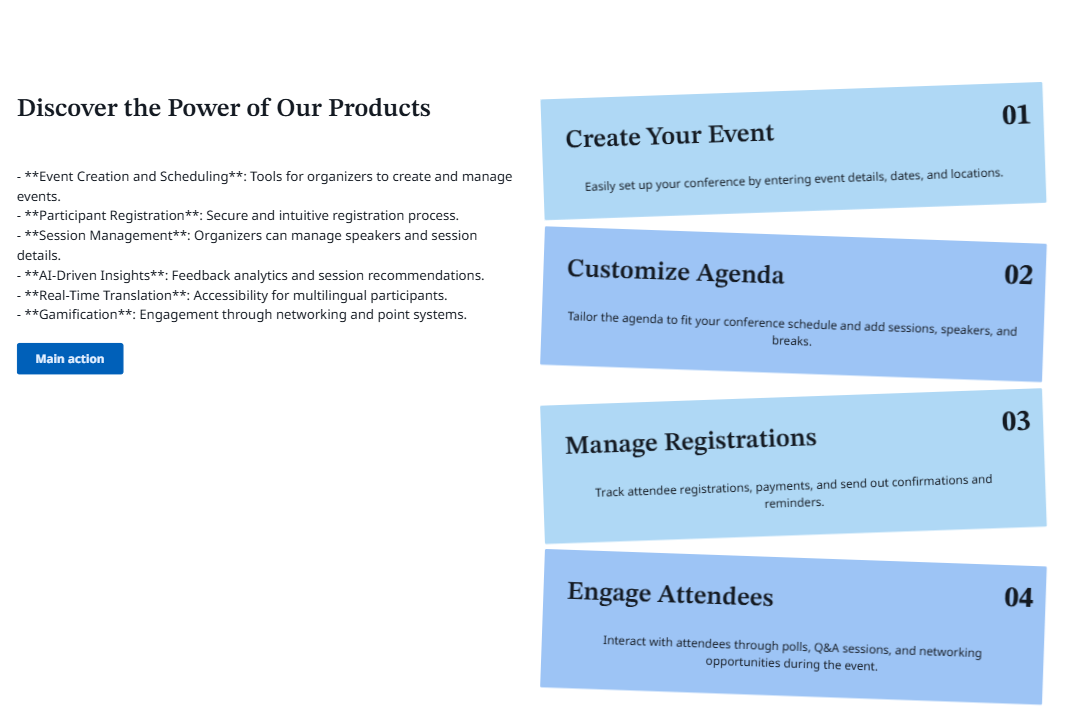 Discover the Power of Our Products
- **Event Creation and Scheduling**: Tools for organizers to create and manage
events.
- **Participant Registration**: Secure and intuitive registration process.
- **Session Management**: Organizers can manage speakers and session
details.
- **AI-Driven Insights**: Feedback analytics and session recommendations.
- **Real-Time Translation**: Accessibility for multilingual participants.
- **Gamification**: Engagement through networking and point systems.
Main action
01
Create Your Event
Easily set up your conference by entering event details, dates, and locations.
02
Customize Agenda
Tailor the agenda to fit your conference schedule and add sessions, speakers, and
breaks.
03
Manage Registrations
Track attendee registrations, payments, and send out confirmations and
reminders.
04
Engage Attendees
Interact with attendees through polls, Q&A sessions, and networking
opportunities during the event.